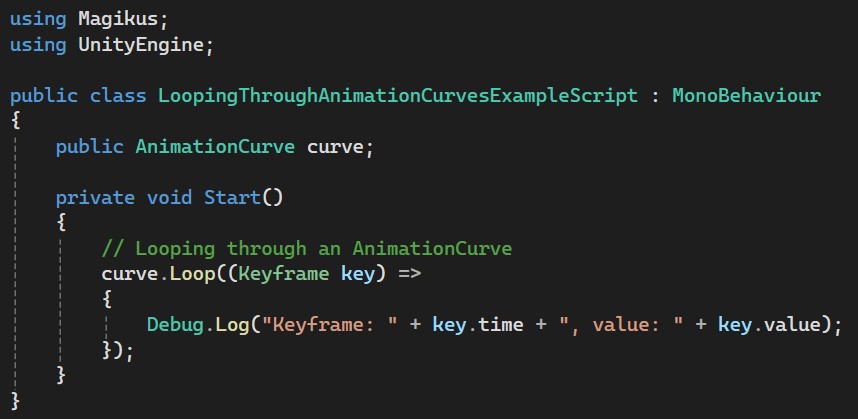 using Magikus;
using UnityEngine;
public class LoopingThroughAnimationCurvesExampleScript : MonoBehaviour
{
public AnimationCurve curve;
private void Start()
{
// Looping through an AnimationCurve
curve.Loop((Keyframe key) =>
{
Debug.Log("Keyframe: " + key.time + ", value: " + key.value);
});
}
}